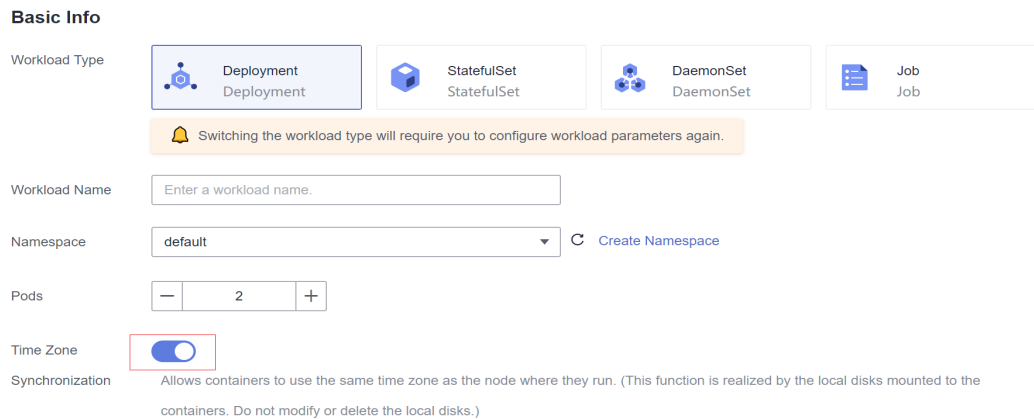 Basic Info
Workload Type
Deployment
Deployment
StatefulSet
StatefulSet
DaemonSet
DaemonSet
Job
Job
Switching the workload type will require you to configure workload parameters again.
Workload Name
Enter a workload name.
Namespace
default
Create Namespace
Pods
2
Time Zone
Synchronization
Allows containers to use the same time zone as the node where they run. (This function is realized by the local disks mounted to the
containers. Do not modify or delete the local disks.)